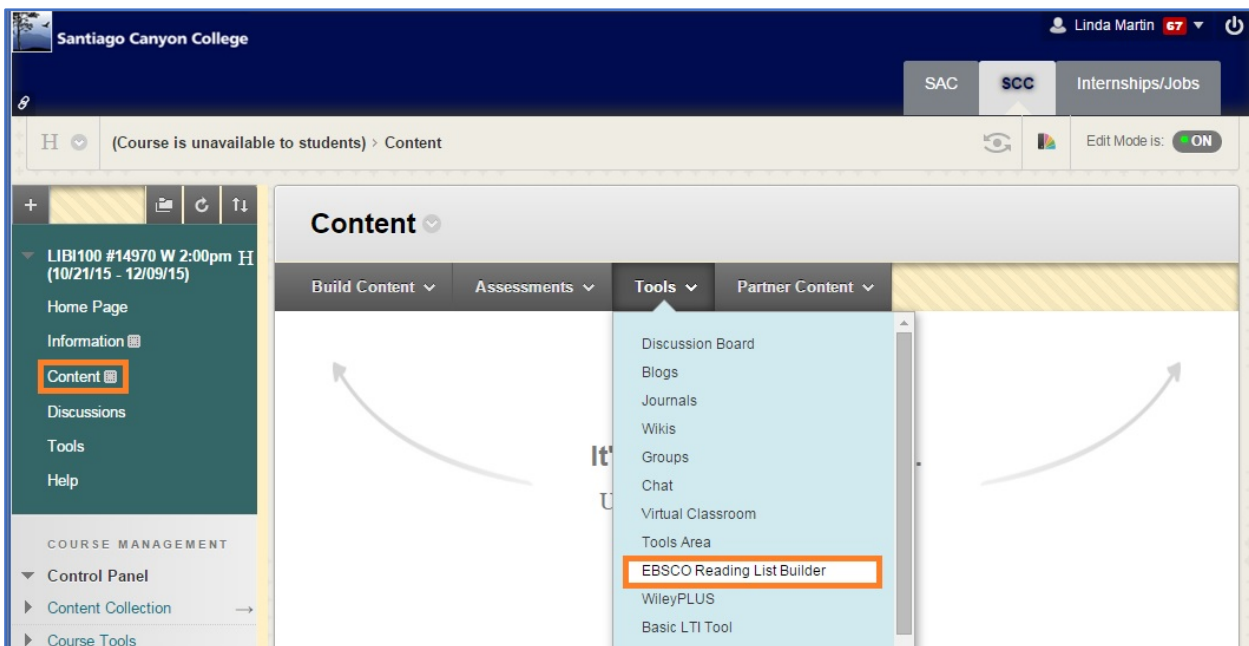 Santiago Canyon College
Linda Martin 67
SAC SCC Internships/Jobs
H (Course is unavailable to students) > Content Edit Mode is: ON
LIBI100 #14970 W 2:00pm H
(10/21/15 - 12/09/15)
Home Page
Information
Content
Discussions
Tools
Help
COURSE MANAGEMENT
Control Panel
Content Collection
Course Tools
Content
Build Content Assessments Tools Partner Content
Discussion Board
Blogs
Journals
Wikis
It'
Groups
Chat
U
Virtual Classroom
Tools Area
EBSCO Reading List Builder
WileyPLUS
Basic LTI Tool